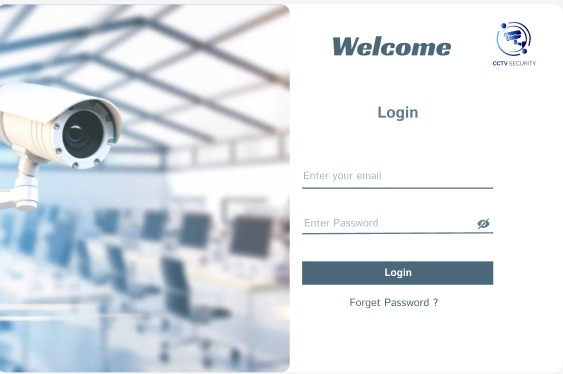 Welcome
CCTV SECURITY
Login
Enter your email
Enter Password
Login
Forget Password ?